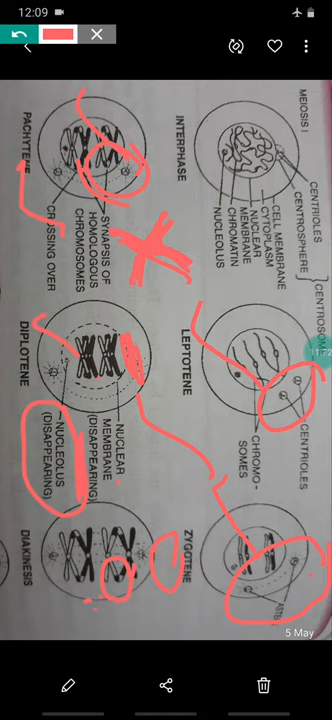 12:09
MEIOSIS I
CENTRIOLES
CENTROSPHERE
CENTROSOM
CELL MEMBRANE
CYTOPLASM
NUCLEAR
MEMBRANE
CHROMATIN
NUCLEOLUS
INTERPHASE
CENTRIOLES
CHROMO-
SOMES
LEPTOTENE
ZYGOTENE
SYNAPSIS OF
HOMOLOGOUS
CHROMOSOMES
CROSSING OVER
PACHYTENE
NUCLEAR
MEMBRANE
(DISAPPEARING)
NUCLEOLUS
(DISAPPEARING)
DIPLOTENE
DIAKINESIS
5 May